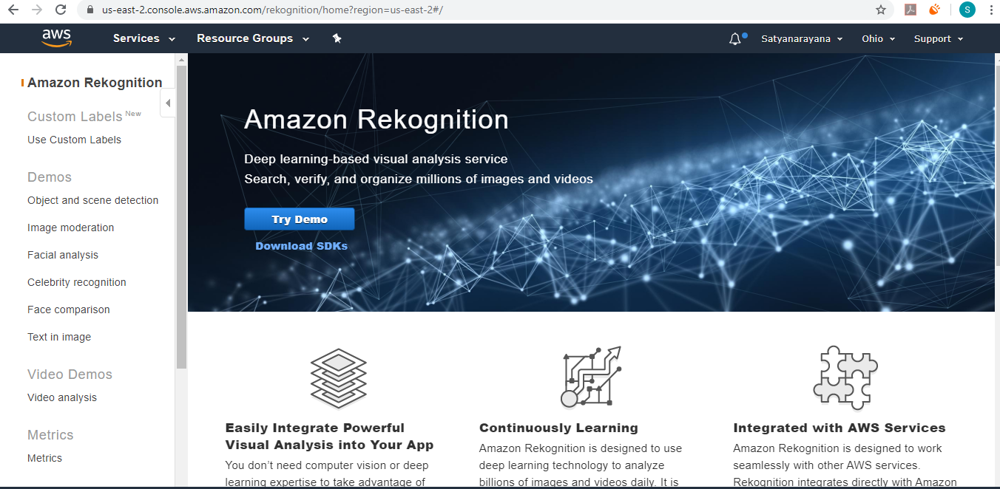 us-east-2.console.aws.amazon.com/rekognition/home?region=us-east-2#/
S
aws
Services
Resource Groups
Satyanarayana
Ohio
Support
Amazon Rekognition
Custom Labels New
Use Custom Labels
Demos
Object and scene detection
Image moderation
Facial analysis
Celebrity recognition
Face comparison
Text in image
Video Demos
Video analysis
Metrics
Metrics
Amazon Rekognition
Deep learning-based visual analysis service
Search, verify, and organize millions of images and videos
Try Demo
Download SDKs
Easily Integrate Powerful
Visual Analysis into Your App
You don’t need computer vision or deep
learning expertise to take advantage of
Continuously Learning
Amazon Rekognition is designed to use
deep learning technology to analyze
billions of images and videos daily. It is
Integrated with AWS Services
Amazon Rekognition is designed to work
seamlessly with other AWS services.
Rekognition integrates directly with Amazon